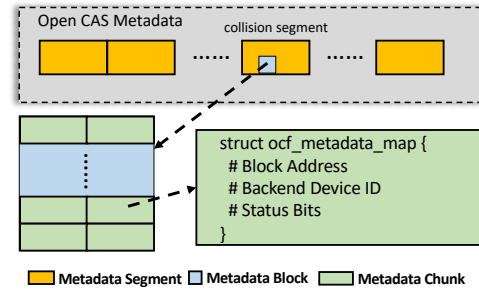 Open CAS Metadata
collision segment
...... ......
......
struct ocf_metadata_map {
# Block Address
# Backend Device ID
# Status Bits
}
Metadata Segment Metadata Block Metadata Chunk